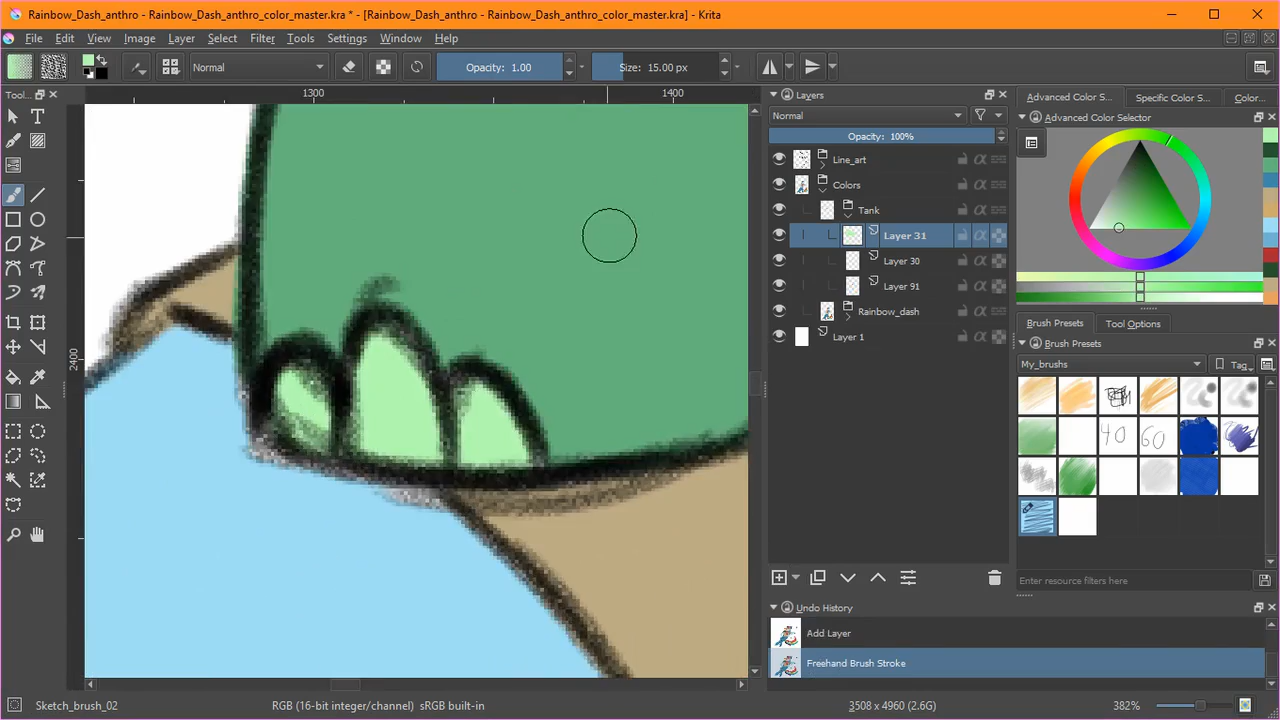 Rainbow_Dash_anthro - Rainbow_Dash_anthro_color_master.kra * - [Rainbow_Dash_anthro - Rainbow_Dash_anthro_color_master.kra] - Krita
File Edit View Image Layer Select Filter Tools Settings Window Help
Normal
Opacity: 1.00
Size: 15.00 px
Tool...
1300
1400
2400
Layers
Normal
Opacity: 100%
Line_art
Colors
Tank
Layer 31
Layer 30
Layer 91
Rainbow_dash
Layer 1
Undo History
Add Layer
Freehand Brush Stroke
Advanced Color S...
Specific Color S...
Color...
Advanced Color Selector
Brush Presets
Tool Options
Brush Presets
My_brushs
Tag
40
60
Enter resource filters here
Sketch_brush_02
RGB (16-bit integer/channel) sRGB built-in
3508 x 4960 (2.6G)
382%